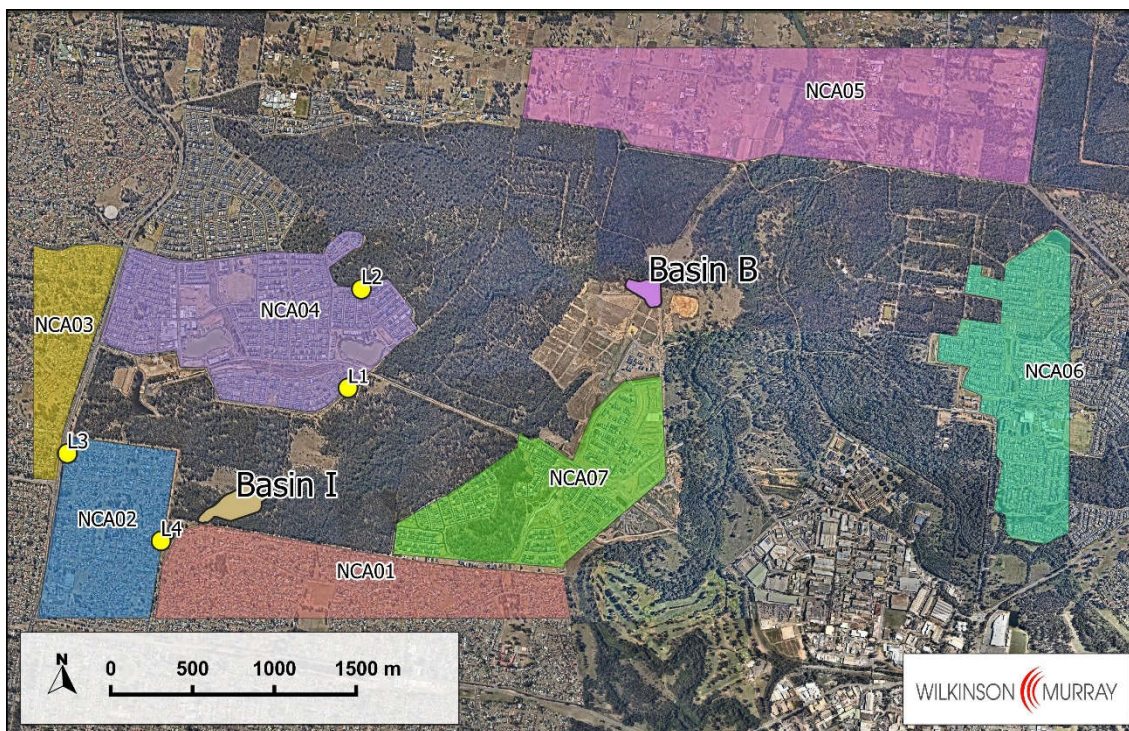 NCA05
Basin B
L2
NCA04
NCA03
NCA06
L1
L3
NCA07
Basin I
NCA02
L4
NCA01
N
0 500 1000 1500 m
WILKINSON MURRAY